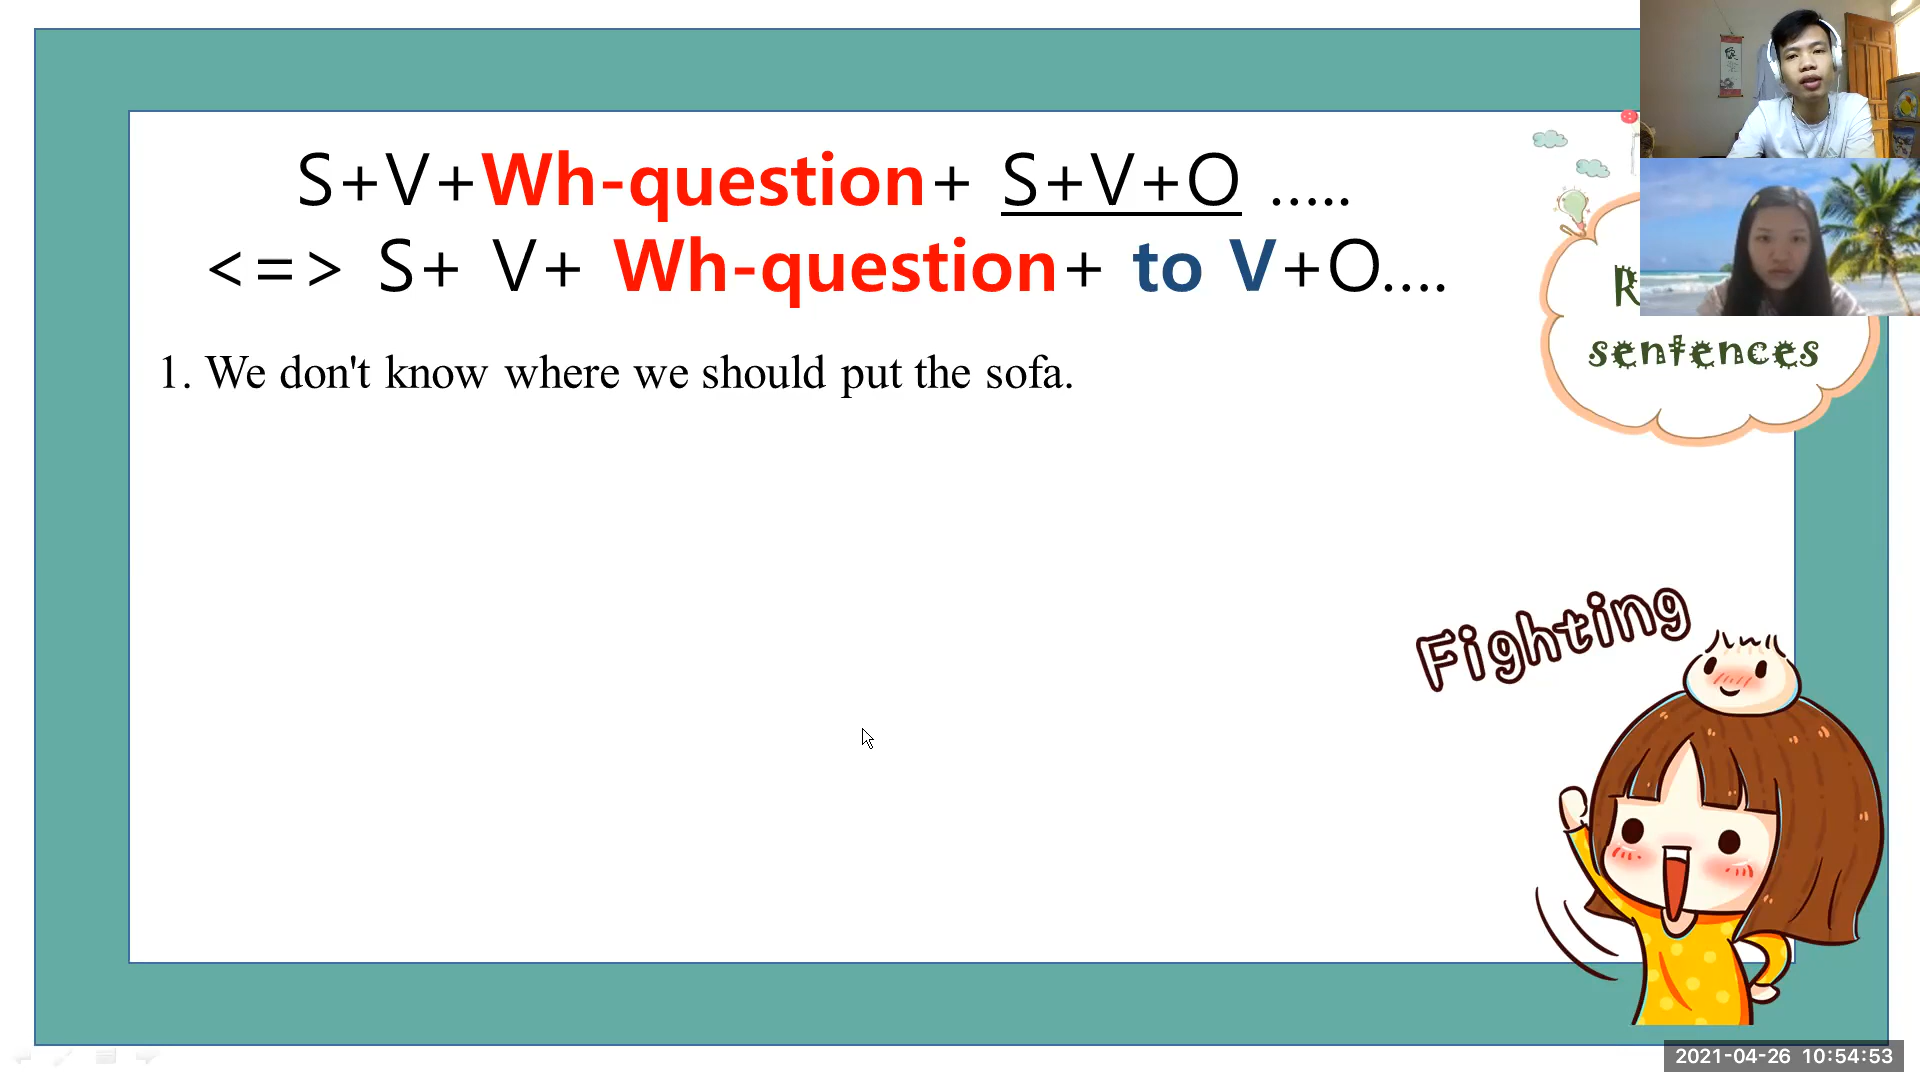 S+V+Wh-question+ S+V+O .....
<=> S+ V+ Wh-question+ to V+O....
1. We don't know where we should put the sofa.
sentences
Fighting
2021-04-26 10:54:53